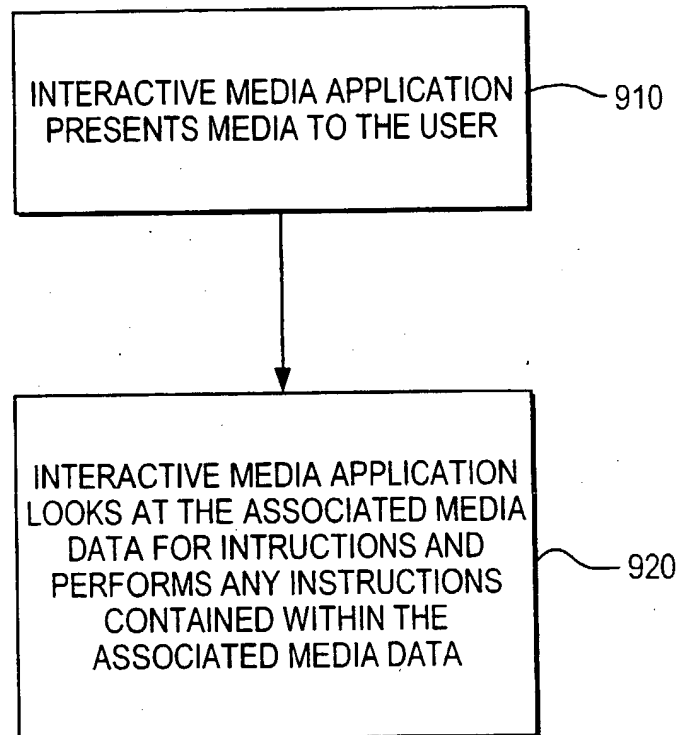 INTERACTIVE MEDIA APPLICATION
PRESENTS MEDIA TO THE USER
910
INTERACTIVE MEDIA APPLICATION
LOOKS AT THE ASSOCIATED MEDIA
DATA FOR INTRUCTIONS AND
PERFORMS ANY INSTRUCTIONS
CONTAINED WITHIN THE
ASSOCIATED MEDIA DATA
920